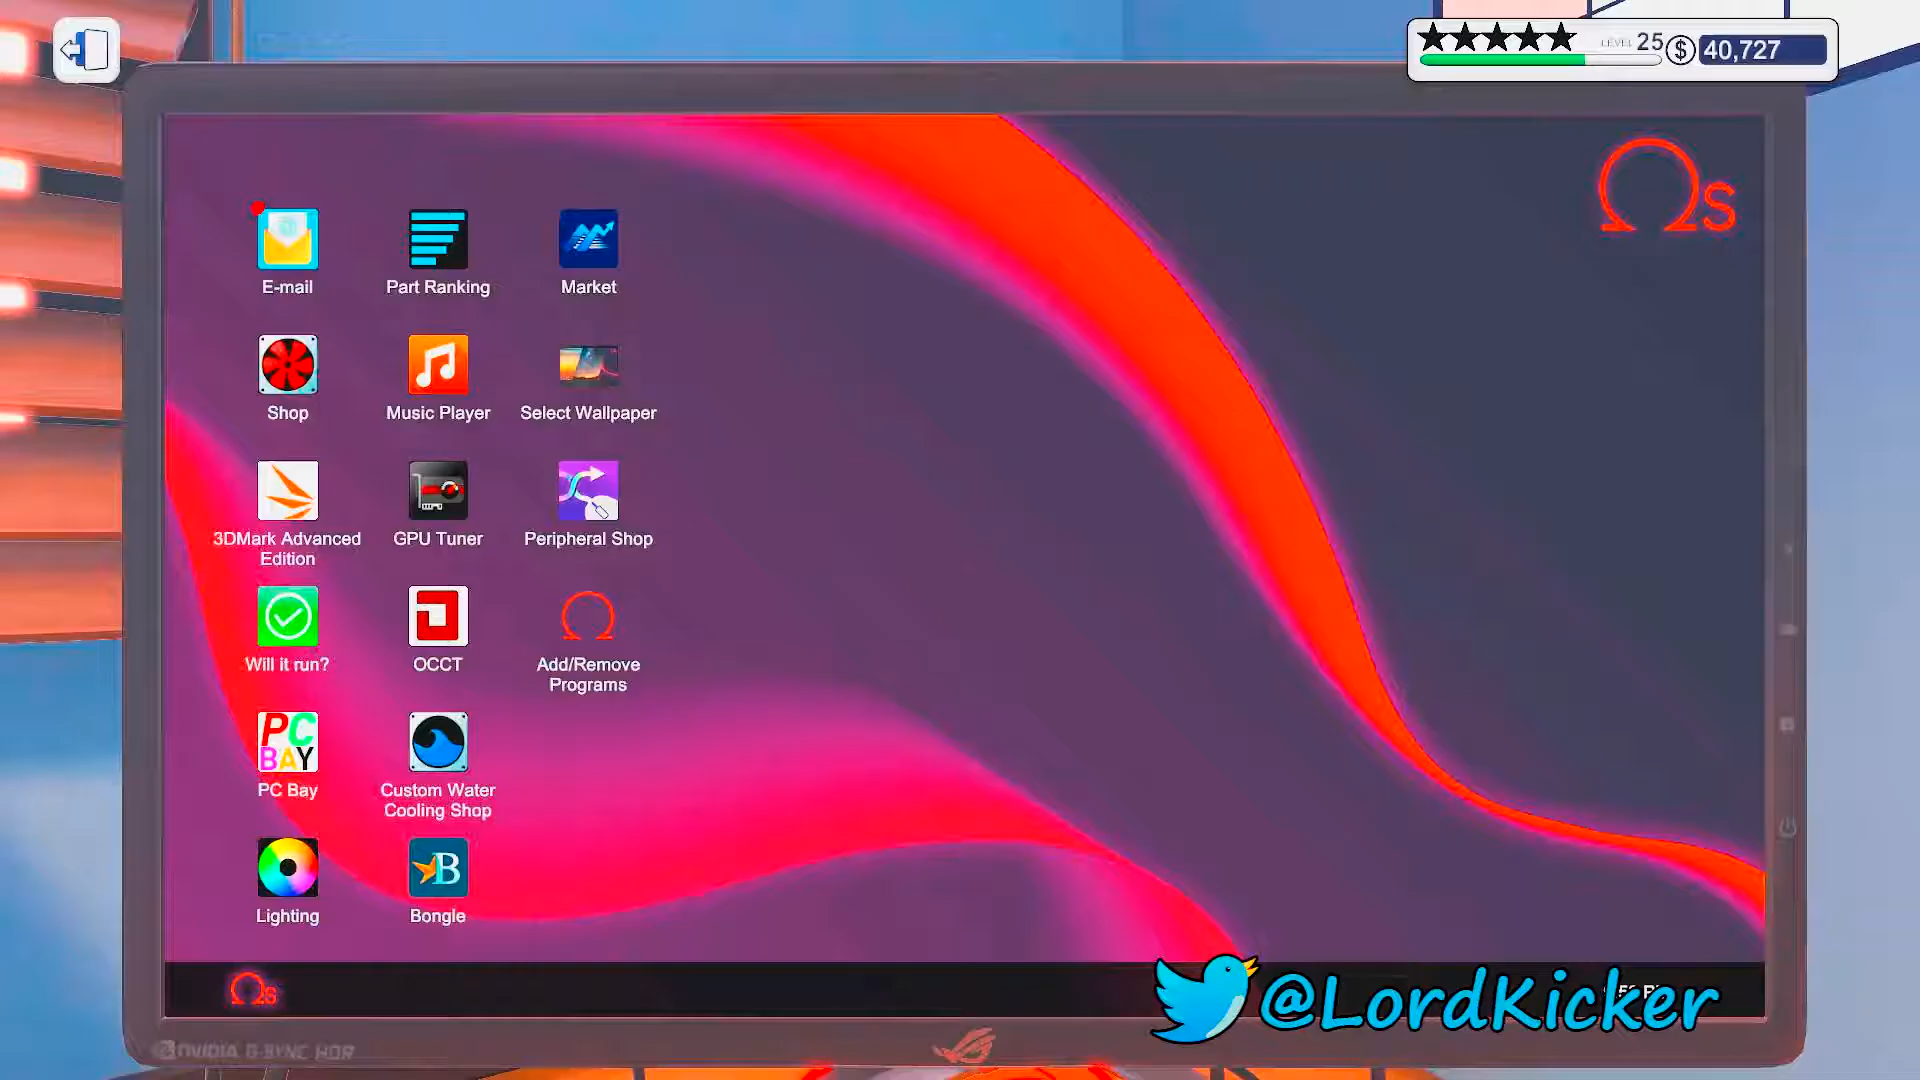 LEVEL 25
$ 40,727
Ωs
E-mail
Part Ranking
Market
Shop
Music Player
Select Wallpaper
3DMark Advanced
Edition
GPU Tuner
Peripheral Shop
Will it run?
OCCT
Add/Remove
Programs
PC
BAY
PC Bay
Custom Water
Cooling Shop
B
Lighting
Bongle
Ωs
@LordKicker
NVIDIA G-SYNC HDR